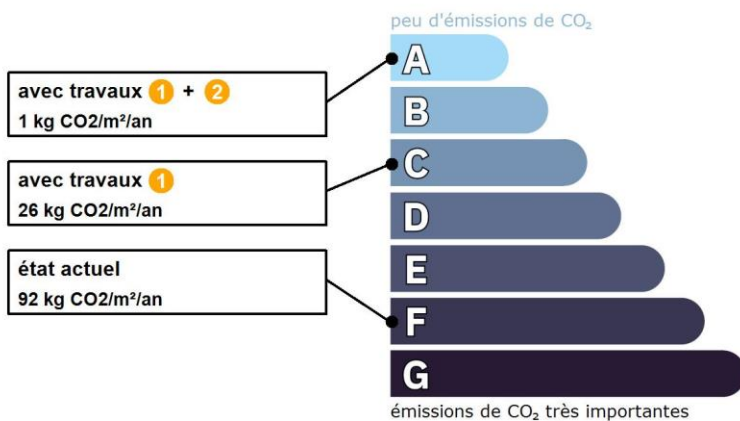 peu d'émissions de CO₂
A
avec travaux 1 + 2
1 kg CO2/m²/an
B
C
avec travaux 1
26 kg CO2/m²/an
D
E
état actuel
92 kg CO2/m²/an
F
G
émissions de CO₂ très importantes